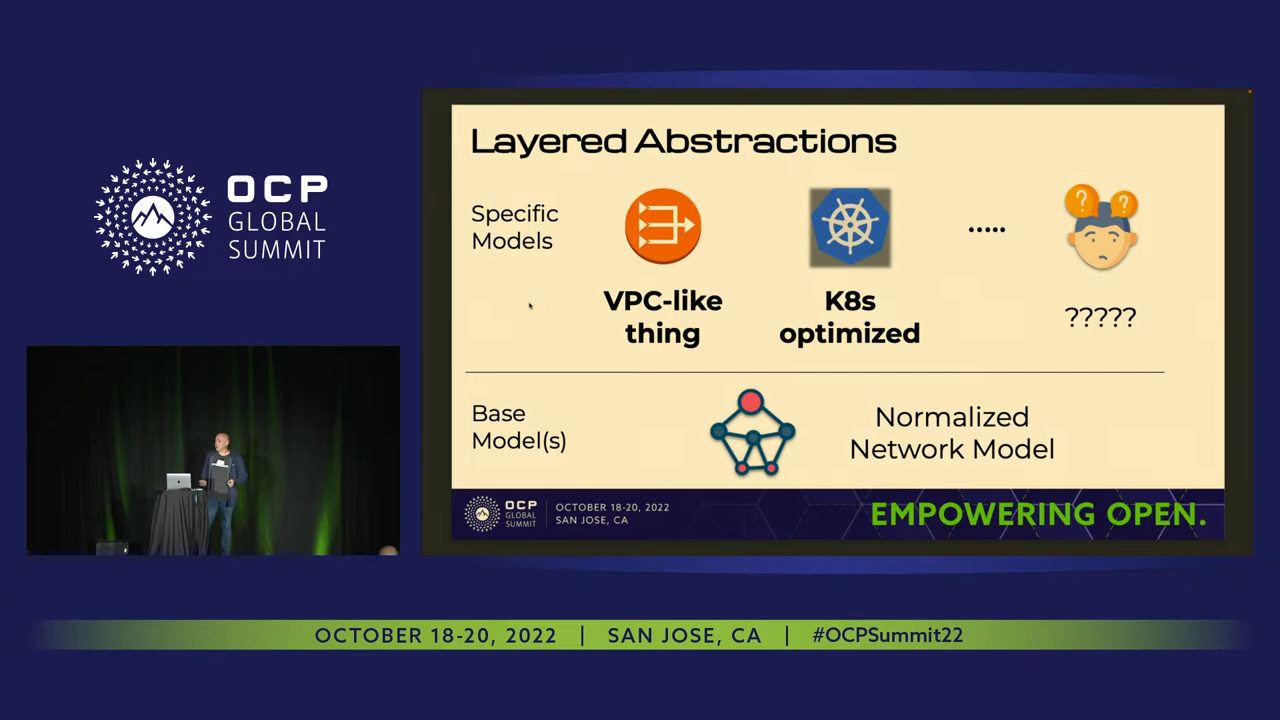 OCP
GLOBAL
SUMMIT
Layered Abstractions
Specific
Models
VPC-like
thing
K8s
optimized
.....
?
?
?????
Base
Model(s)
Normalized
Network Model
OCP
GLOBAL
SUMMIT
OCTOBER 18-20, 2022
SAN JOSE, CA
EMPOWERING OPEN.
OCTOBER 18-20, 2022 | SAN JOSE, CA | #OCPSummit22